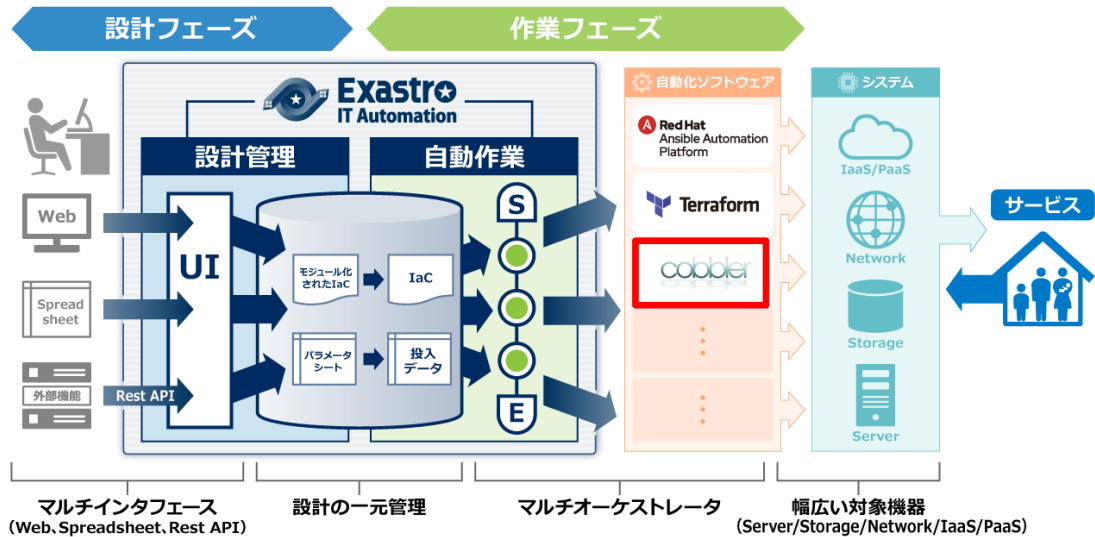 設計フェーズ
作業フェーズ
Exastro
IT Automation
自動化ソフトウェア
システム
設計管理
自動作業
Red Hat
Ansible Automation
Platform
IaaS/PaaS
Web
UI
S
Terraform
サービス
モジュール化
されたIaC
IaC
cobbler
Network
Spread
sheet
パラメータ
シート
投入
データ
Storage
外部機能
Rest API
E
Server
マルチインタフェース
(Web、Spreadsheet、Rest API)
設計の一元管理
マルチオーケストレータ
幅広い対象機器
(Server/Storage/Network/IaaS/PaaS)